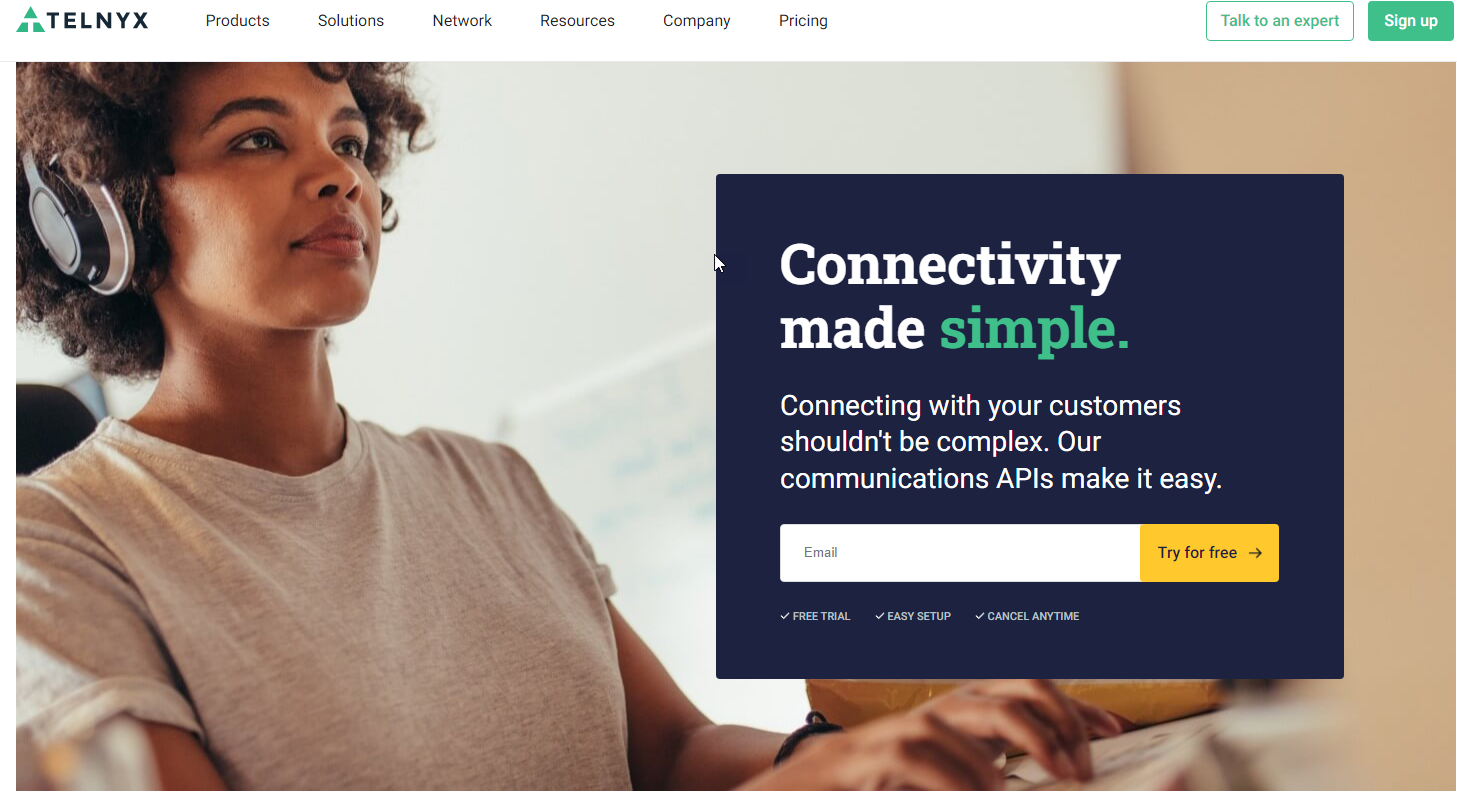 TELNYX
Products
Solutions
Network
Resources
Company
Pricing
Talk to an expert
Sign up
Connectivity
made simple.
Connecting with your customers
shouldn't be complex. Our
communications APIs make it easy.
Email
Try for free
FREE TRIAL
EASY SETUP
CANCEL ANYTIME